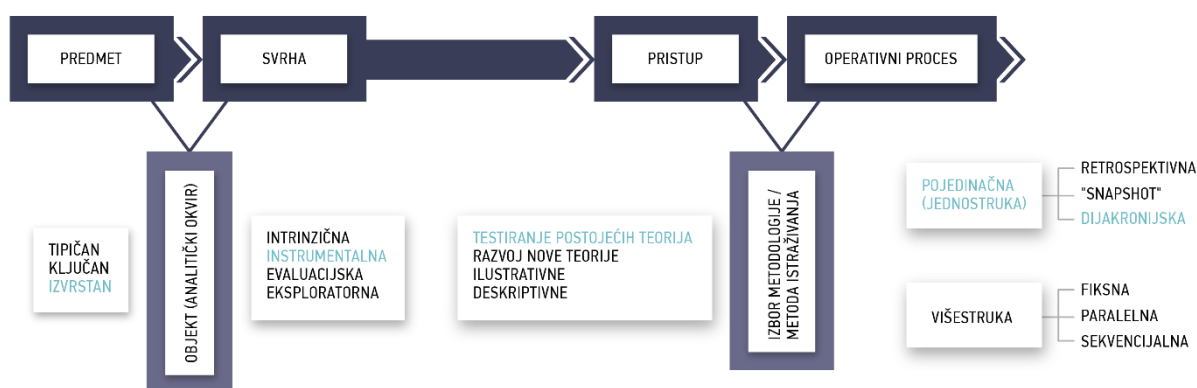 PREDMET
SVRHA
PRISTUP
OPERATIVNI PROCES
TIPIČAN
KLJUČAN
IZVRSTAN
OBJEKT (ANALITIČKI OKVIR)
INTRINZIČNA
INSTRUMENTALNA
EVALUACIJSKA
EKSPLORATORNA
TESTIRANJE POSTOJEĆIH TEORIJA
RAZVOJ NOVE TEORIJE
ILUSTRATIVNE
DESKRIPTIVNE
IZBOR METODOLOGIJE /
METODA ISTRAŽIVANJA
POJEDINAČNA
(JEDNOSTRUKA)
RETROSPEKTIVNA
"SNAPSHOT"
DIJAKRONIJSKA
VIŠESTRUKA
FIKSNA
PARALELNA
SEKVENCIJALNA